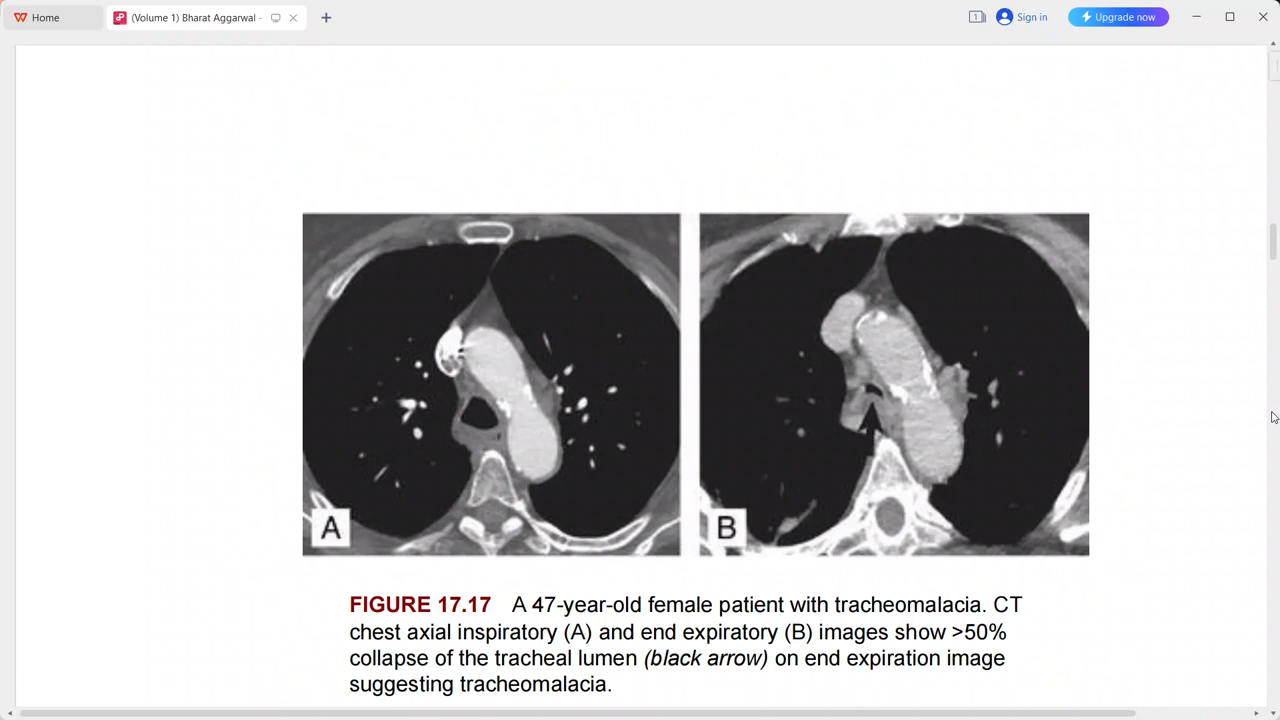 Home
(Volume 1) Bharat Aggarwal -
1
Sign in
Upgrade now
A
B
FIGURE 17.17 A 47-year-old female patient with tracheomalacia. CT
chest axial inspiratory (A) and end expiratory (B) images show >50%
collapse of the tracheal lumen (black arrow) on end expiration image
suggesting tracheomalacia.